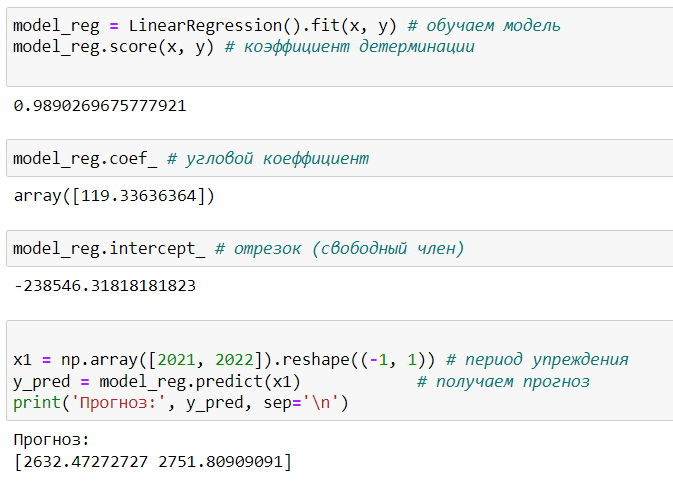 model_reg = LinearRegression().fit(x, y) # обучаем модель
model_reg.score(x, y) # коэффициент детерминации
0.9890269675777921
model_reg.coef_ # угловой коеффициент
array([119.33636364])
model_reg.intercept_ # отрезок (свободный член)
-238546.31818181823
x1 = np.array([2021, 2022]).reshape((-1, 1)) # период упреждения
y_pred = model_reg.predict(x1) # получаем прогноз
print('Прогноз:', y_pred, sep='\n')
Прогноз:
[2632.47272727 2751.80909091]